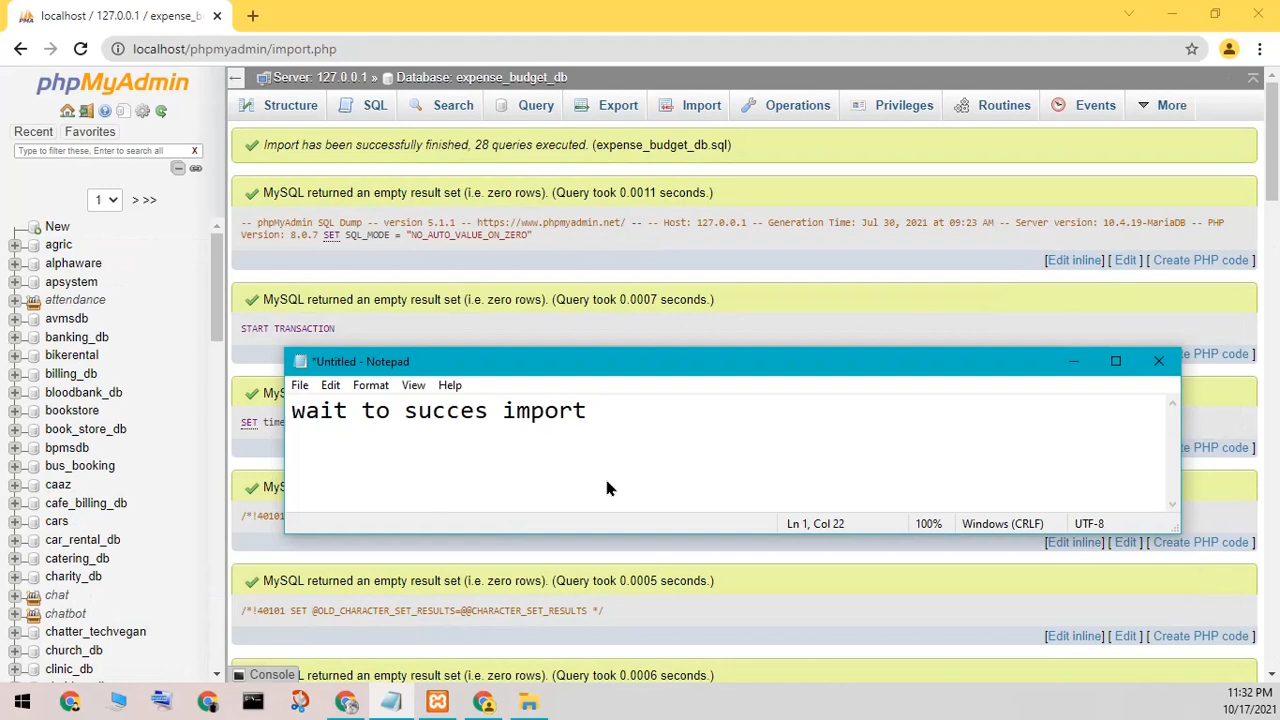 localhost / 127.0.0.1 / expense_b
localhost/phpmyadmin/import.php
phpMyAdmin
Recent Favorites
Type to filter these, Enter to search all X
1 > >>
New
agric
alphaware
apsystem
attendance
avmsdb
banking_db
bikerental
billing_db
bloodbank_db
bookstore
book_store_db
bpmsdb
bus_booking
caaz
cafe_billing_db
cars
car_rental_db
catering_db
charity_db
chat
chatbot
chatter_techvegan
church_db
clinic_db
Server: 127.0.0.1 » Database: expense_budget_db
Structure SQL Search Query Export Import Operations Privileges Routines Events More
Import has been successfully finished, 28 queries executed. (expense_budget_db.sql)
MySQL returned an empty result set (i.e. zero rows). (Query took 0.0011 seconds.)
-- phpMyAdmin SQL Dump -- version 5.1.1 -- https://www.phpmyadmin.net/ -- -- Host: 127.0.0.1 -- Generation Time: Jul 30, 2021 at 09:23 AM -- Server version: 10.4.19-MariaDB -- PHP
Version: 8.0.7 SET SQL_MODE = "NO_AUTO_VALUE_ON_ZERO"
[Edit inline] [ Edit ] [ Create PHP code ]
MySQL returned an empty result set (i.e. zero rows). (Query took 0.0007 seconds.)
START TRANSACTION
PHP code ]
*Untitled - Notepad
File Edit Format View Help
wait to succes import
Ln 1, Col 22 100% Windows (CRLF) UTF-8
SET time
PHP code ]
/*!4010
[Edit inline] [ Edit ] [ Create PHP code ]
MySQL returned an empty result set (i.e. zero rows). (Query took 0.0005 seconds.)
/*!40101 SET @OLD_CHARACTER_SET_RESULTS=@@CHARACTER_SET_RESULTS */
[Edit inline] [ Edit ] [ Create PHP code ]
Console
L returned an empty result set (i.e. zero rows). (Query took 0.0006 seconds.)
11:32 PM
10/17/2021